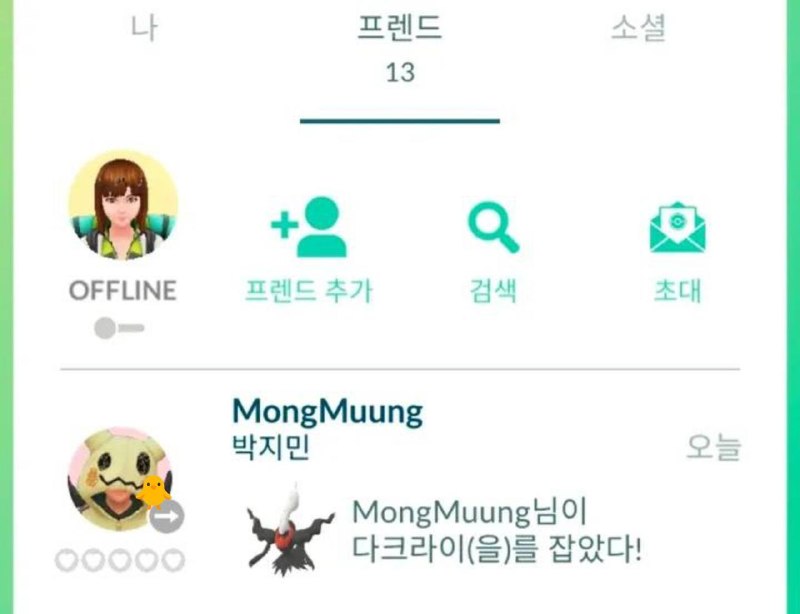 나 프렌드 소셜
13
OFFLINE 프렌드 추가 검색 초대
MongMuung
박지민 오늘
MongMuung님이
다크라이(을)를 잡았다!